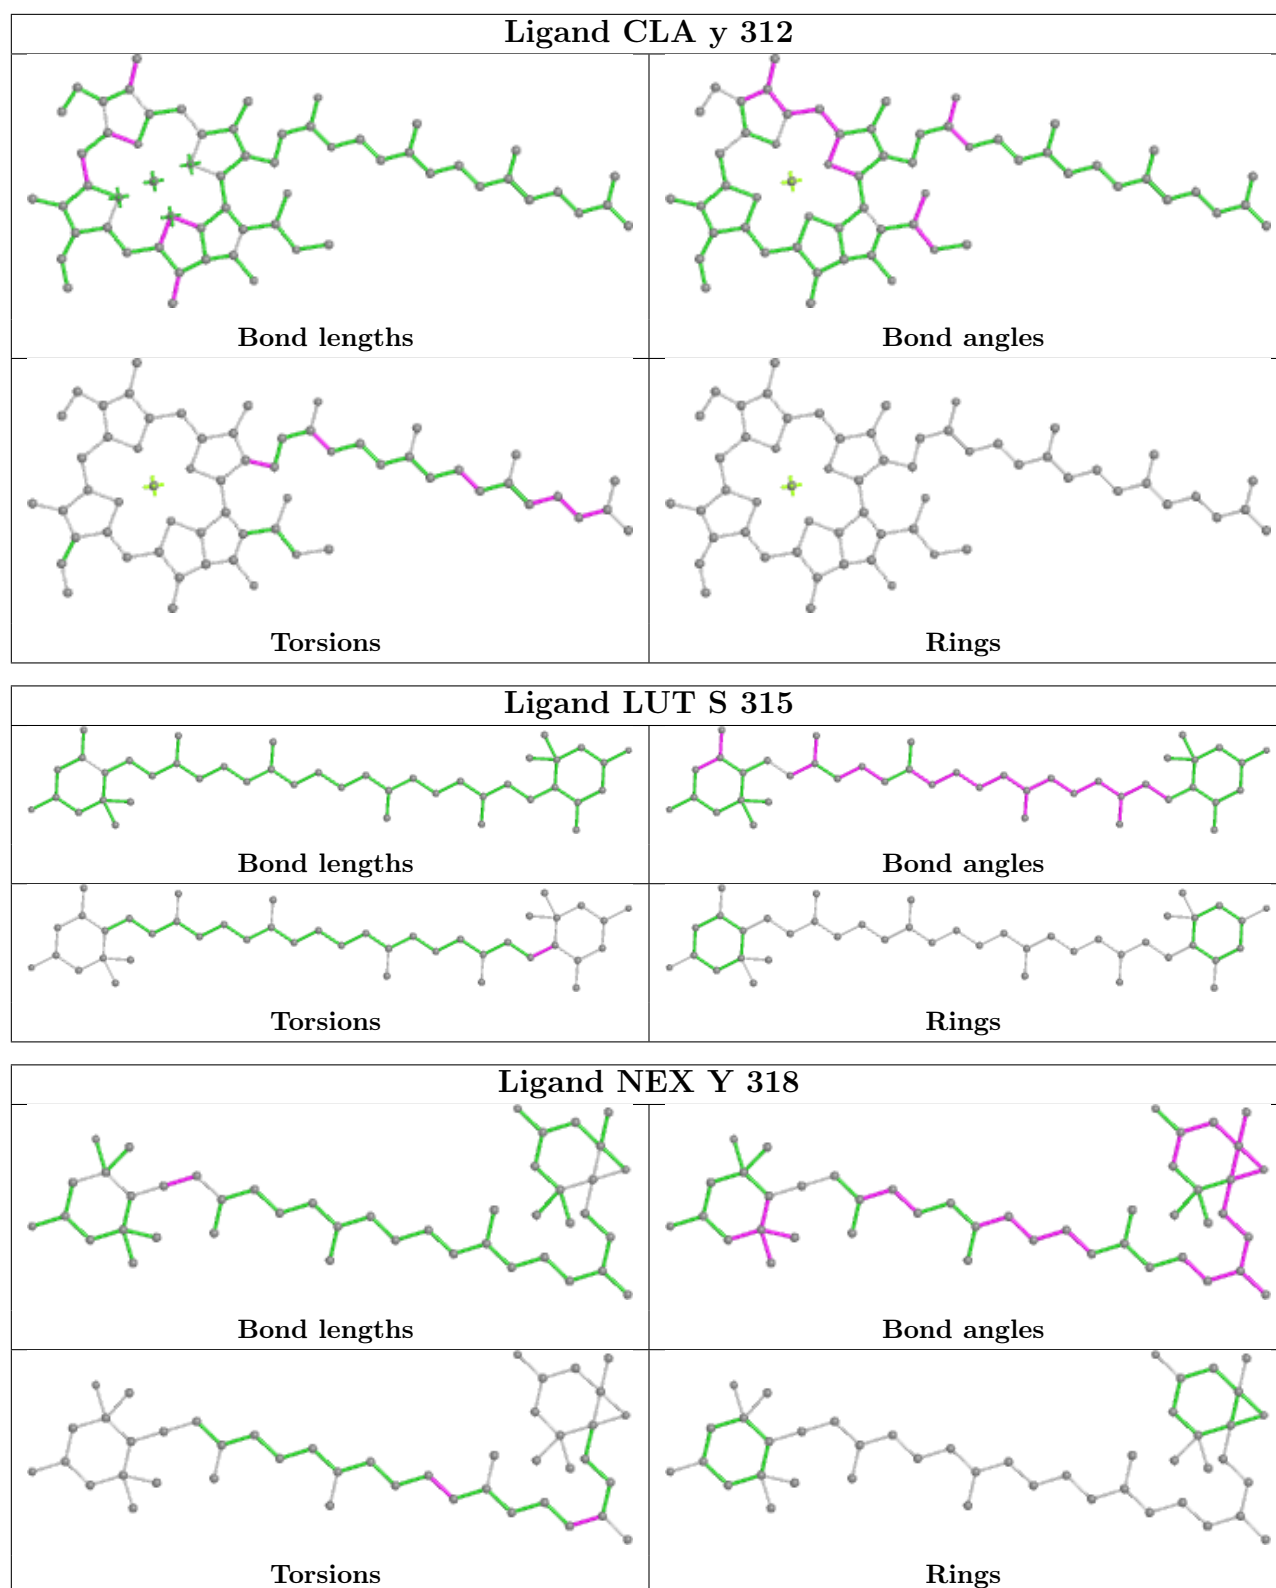 Ligand CLA y 312
Bond lengths
Bond angles
Torsions
Rings
Ligand LUT S 315
Bond lengths
Bond angles
Torsions
Rings
Ligand NEX Y 318
Bond lengths
Bond angles
Torsions
Rings